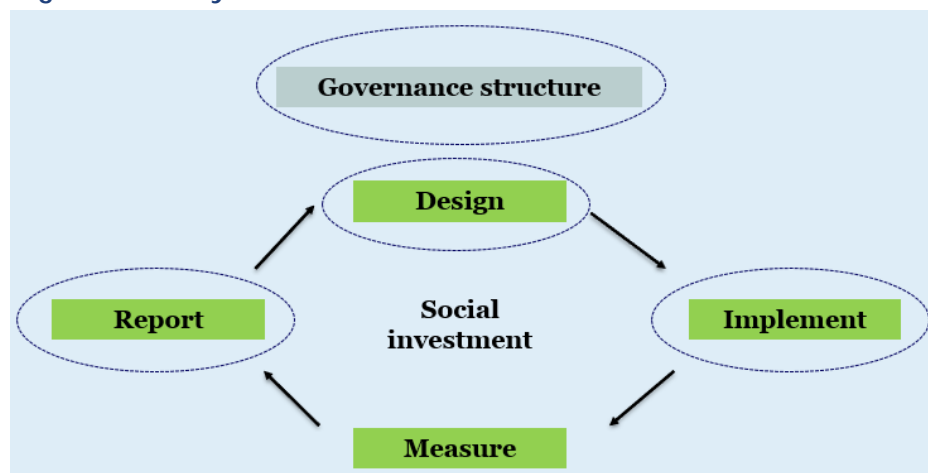 Governance structure
Design
Report
Social
investment
Implement
Measure